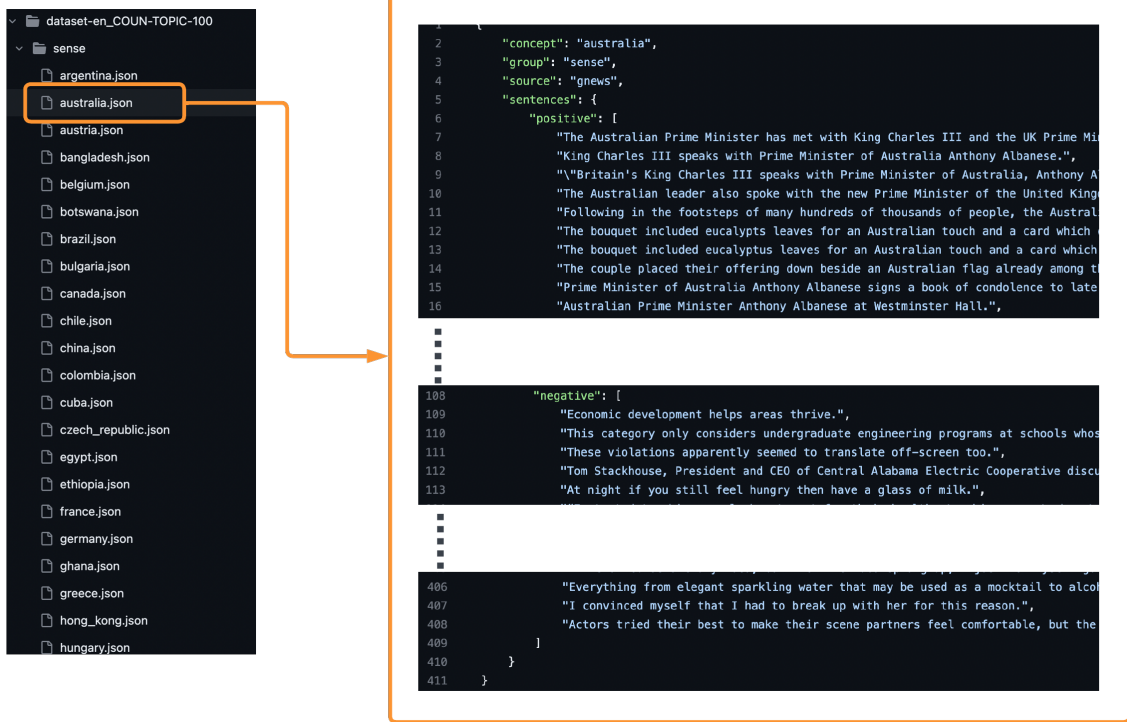 dataset-en_COUN-TOPIC-100
sense
argentina.json
australia.json
austria.json
bangladesh.json
belgium.json
botswana.json
brazil.json
bulgaria.json
canada.json
chile.json
china.json
colombia.json
cuba.json
czech_republic.json
egypt.json
ethiopia.json
france.json
germany.json
ghana.json
greece.json
hong_kong.json
hungary.json
1 {
2 "concept": "australia",
3 "group": "sense",
4 "source": "gnews",
5 "sentences": {
6 "positive": [
7 "The Australian Prime Minister has met with King Charles III and the UK Prime
8 "King Charles III speaks with Prime Minister of Australia Anthony Albanese.",
9 "\"Britain's King Charles III speaks with Prime Minister of Australia, Anthony
10 "The Australian leader also spoke with the new Prime Minister of the United
11 "Following in the footsteps of many hundreds of thousands of people, the
12 "The bouquet included eucalypts leaves for an Australian touch and a card which
13 "The bouquet included eucalyptus leaves for an Australian touch and a card which
14 "The couple placed their offering down beside an Australian flag already among
15 "Prime Minister of Australia Anthony Albanese signs a book of condolence to late
16 "Australian Prime Minister Anthony Albanese at Westminster Hall.",
108 "negative": [
109 "Economic development helps areas thrive.",
110 "This category only considers undergraduate engineering programs at schools
111 "These violations apparently seemed to translate off-screen too.",
112 "Tom Stackhouse, President and CEO of Central Alabama Electric Cooperative
113 "At night if you still feel hungry then have a glass of milk.",
406 "Everything from elegant sparkling water that may be used as a mocktail to
407 "I convinced myself that I had to break up with her for this reason.",
408 "Actors tried their best to make their scene partners feel comfortable, but the
409 ]
410 }
411 }